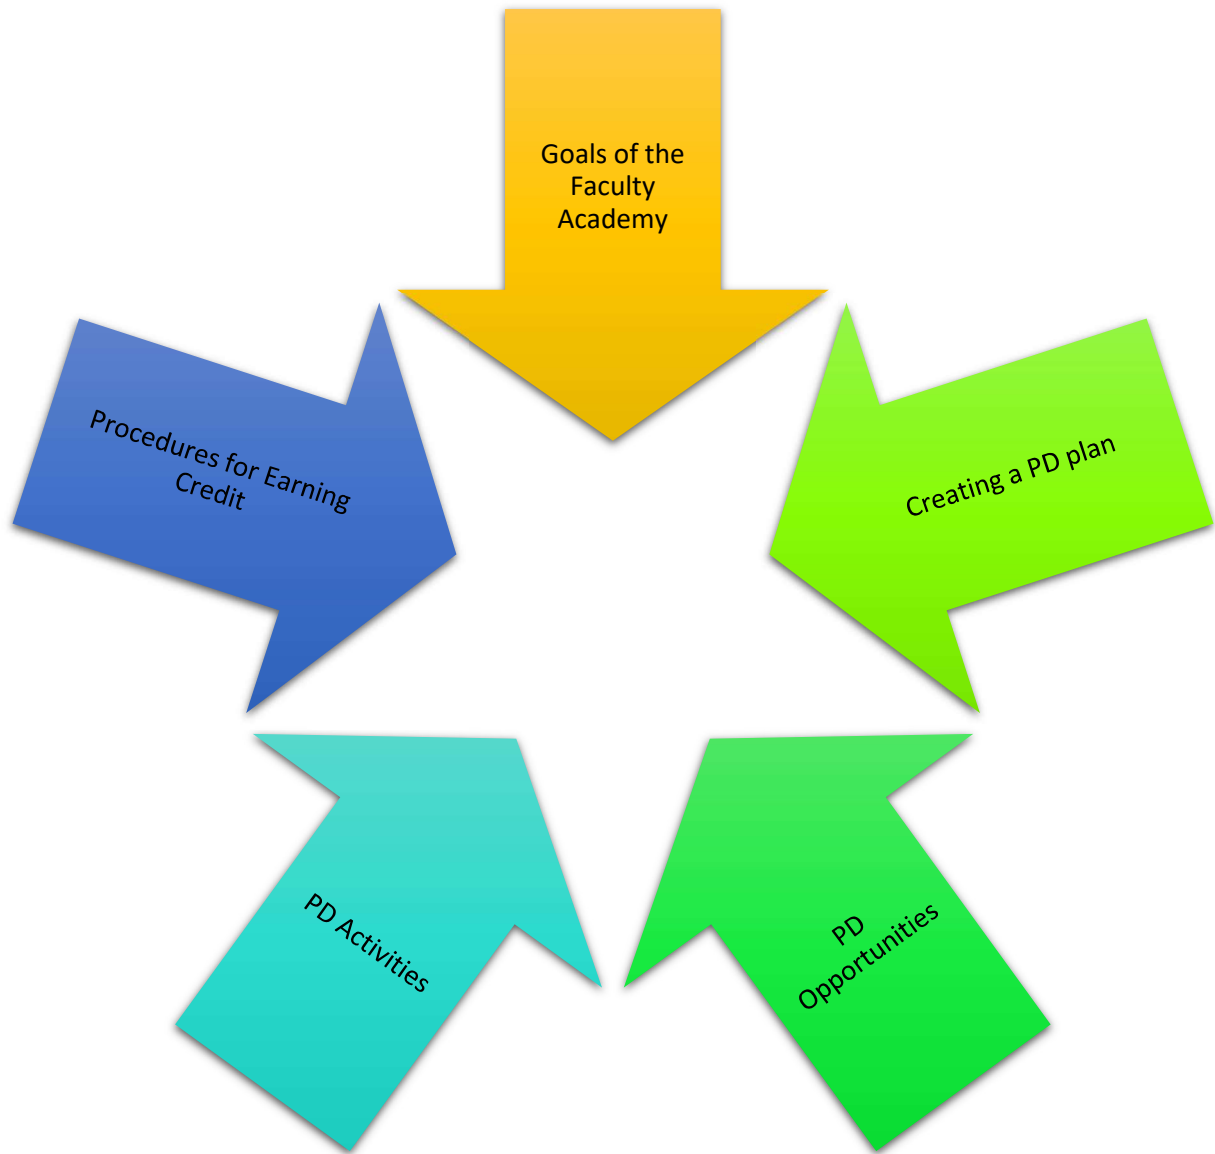 Goals of the
Faculty
Academy
Creating a PD plan
PD
Opportunities
PD Activities
Procedures for Earning
Credit